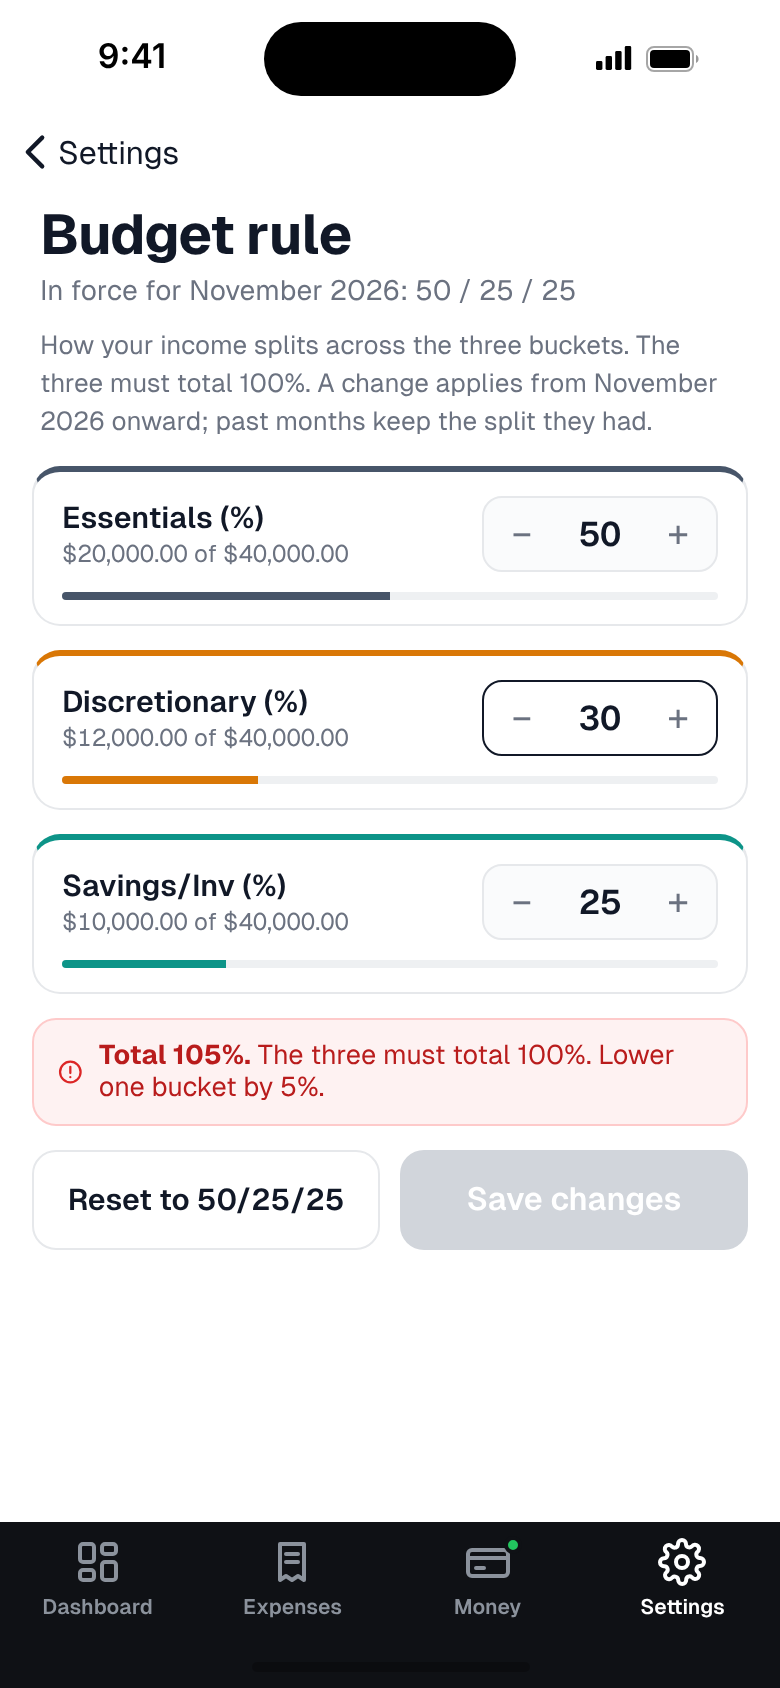 9:41
Settings
Budget rule
In force for November 2026: 50 / 25 / 25
How your income splits across the three buckets. The
three must total 100%. A change applies from November
2026 onward; past months keep the split they had.
Essentials (%)
$20,000.00 of $40,000.00
− 50 +
Discretionary (%)
$12,000.00 of $40,000.00
− 30 +
Savings/Inv (%)
$10,000.00 of $40,000.00
− 25 +
Total 105%. The three must total 100%. Lower
one bucket by 5%.
Reset to 50/25/25
Save changes
Dashboard
Expenses
Money
Settings